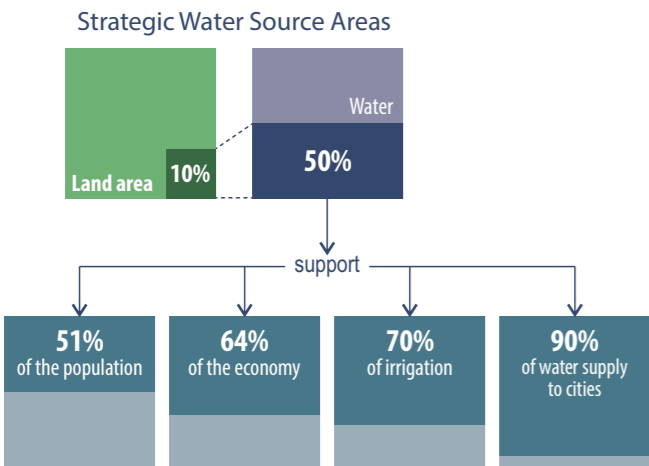 Strategic Water Source Areas
Water
50%
10%
Land area
support
51%
of the population
64%
of the economy
70%
of irrigation
90%
of water supply
to cities